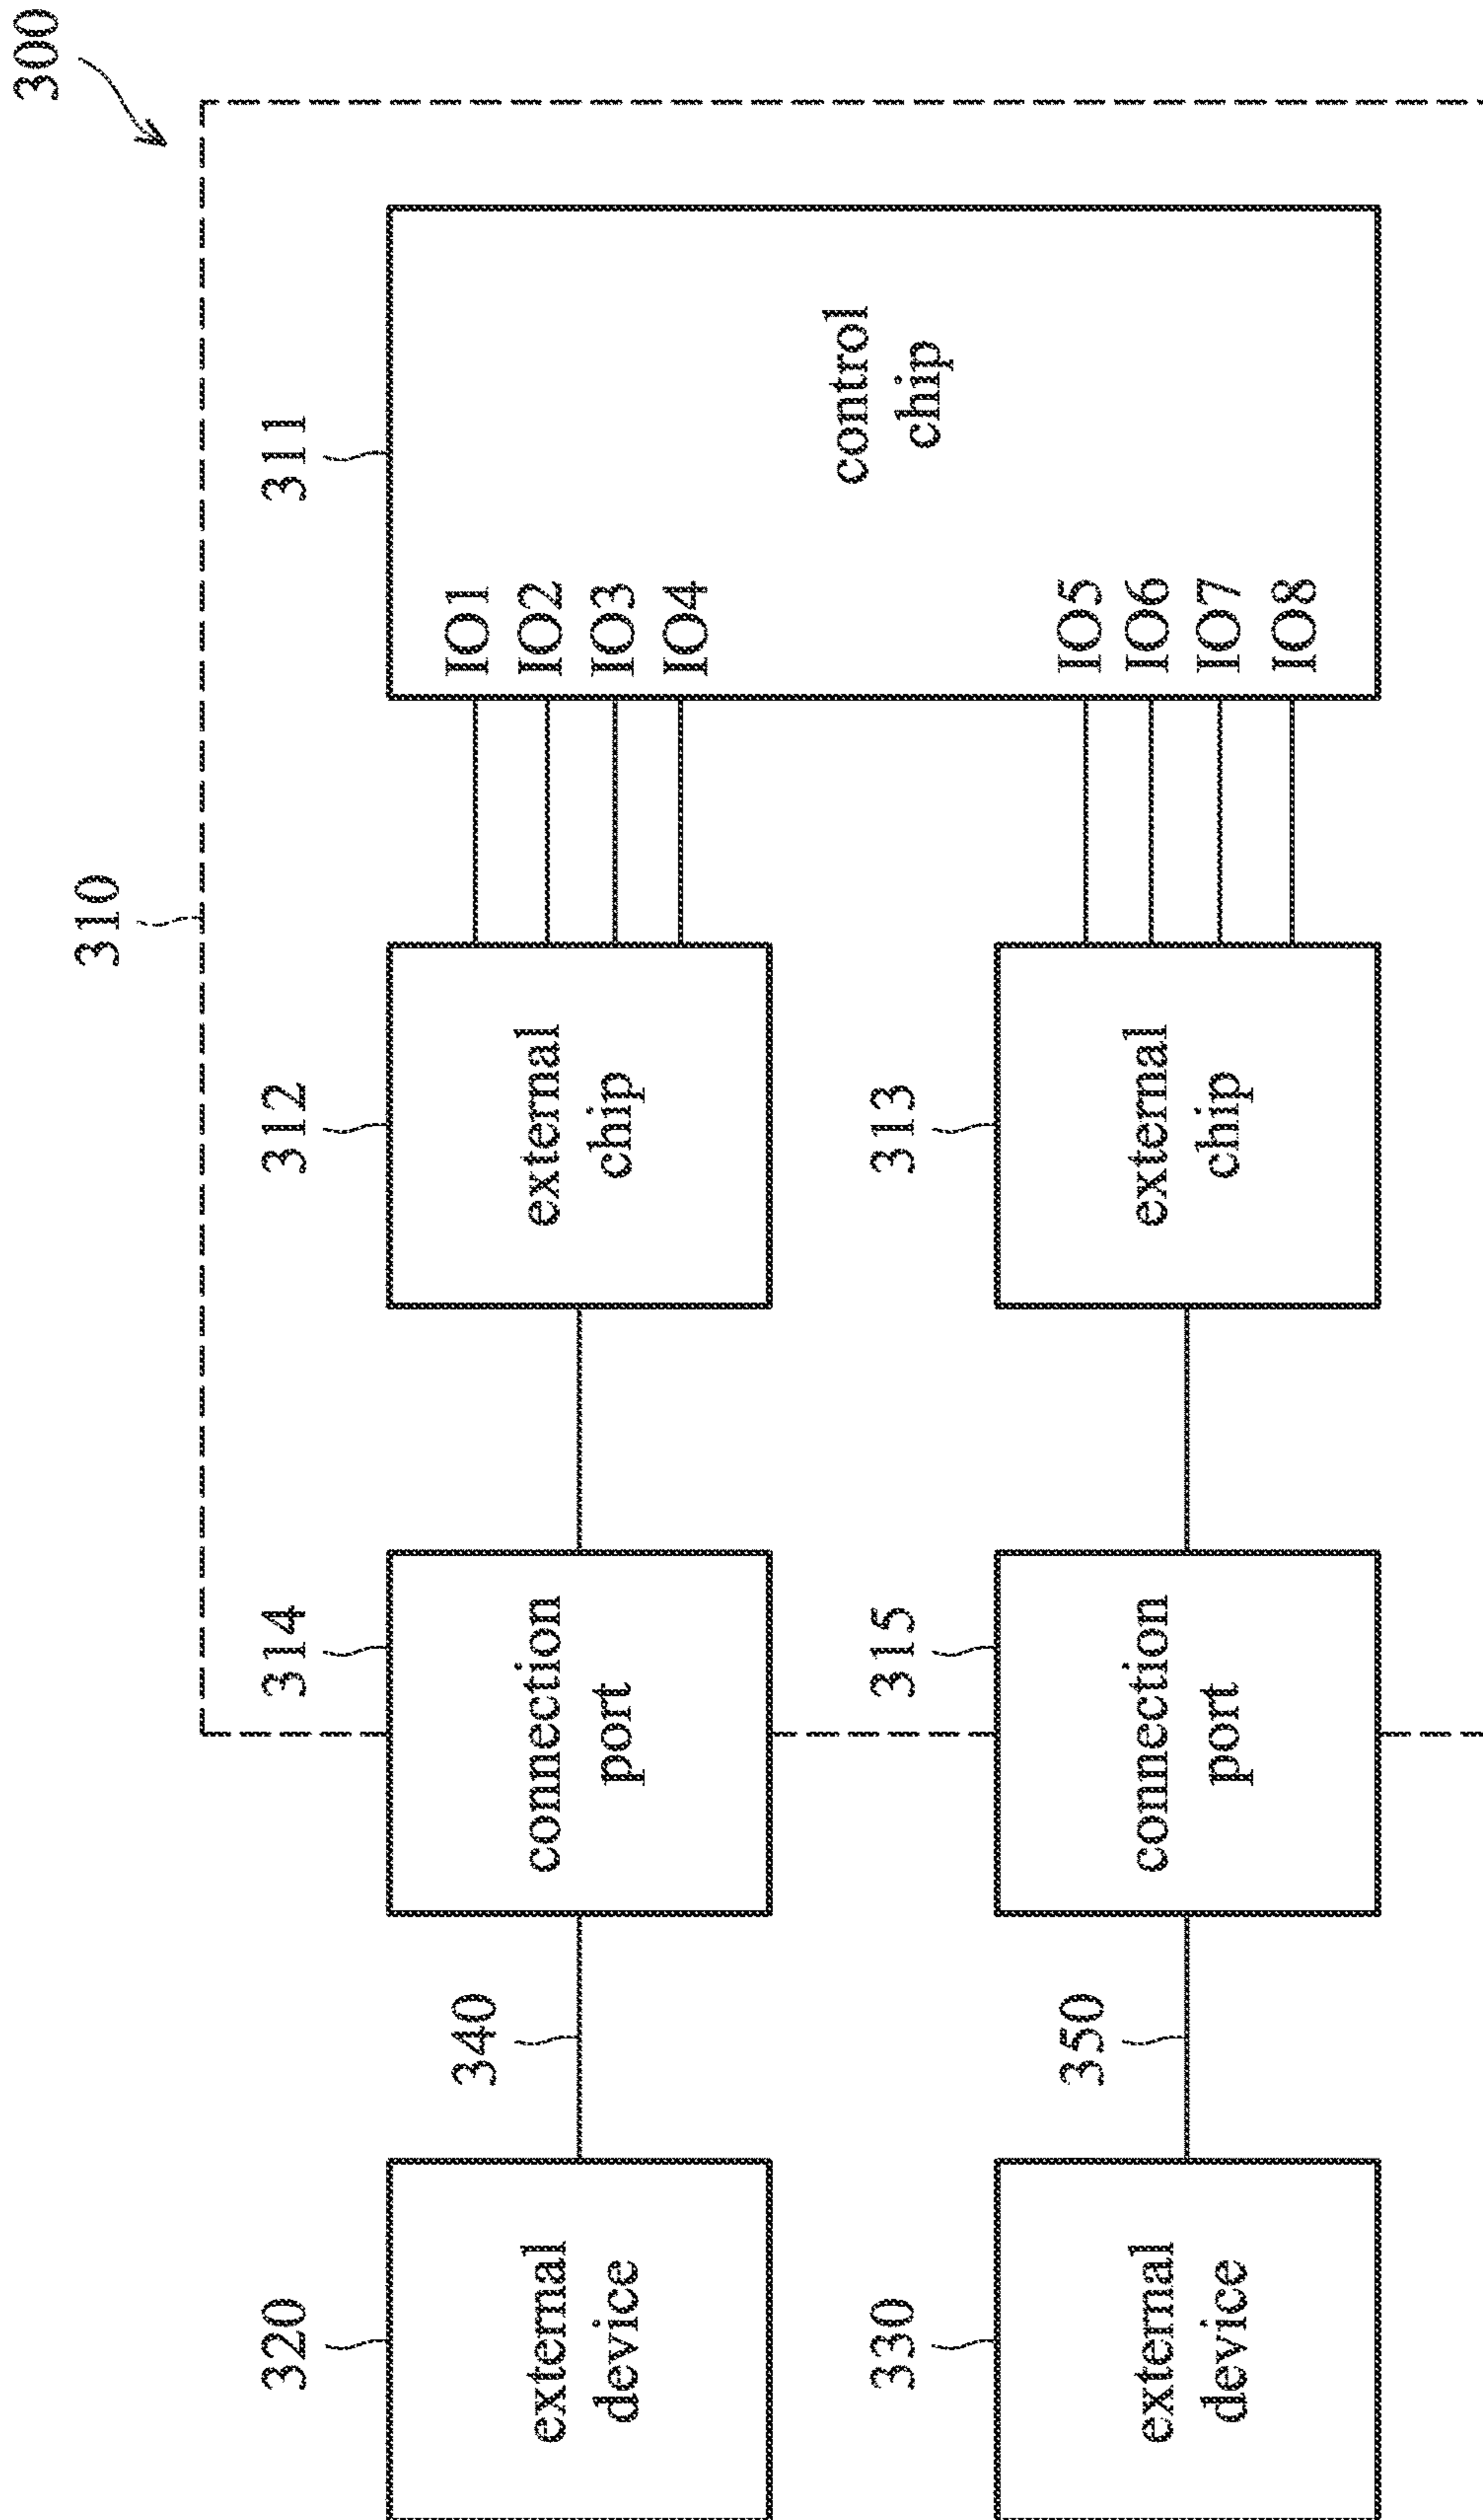 300
310
320
340
314
312
311
external
device
connection
port
external
chip
IO1
IO2
IO3
IO4
control
chip
330
350
315
313
external
device
connection
port
external
chip
IO5
IO6
IO7
IO8